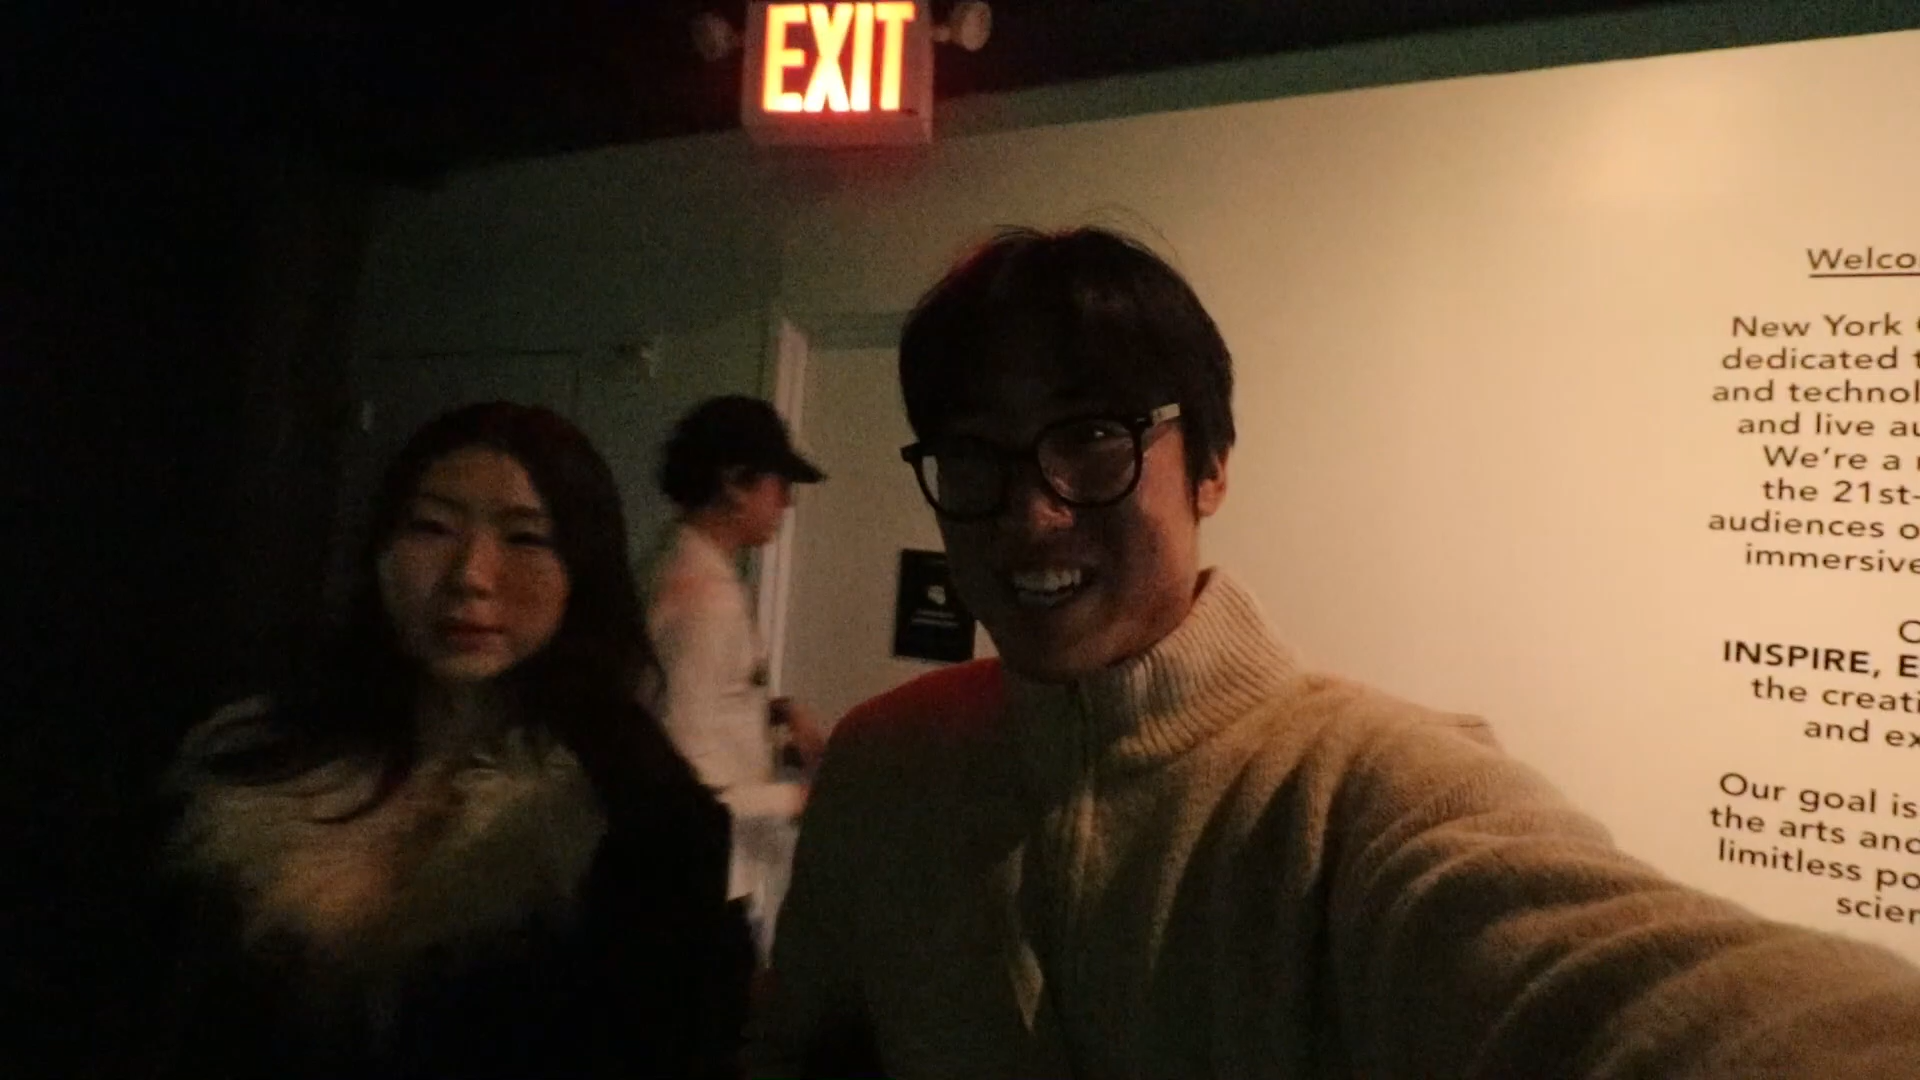 EXIT
Welco
New York
dedicated t
and technol
and live au
We're a
the 21st-
audiences o
immersive
INSPIRE, E
the creati
and ex
Our goal is
the arts and
limitless po
scien